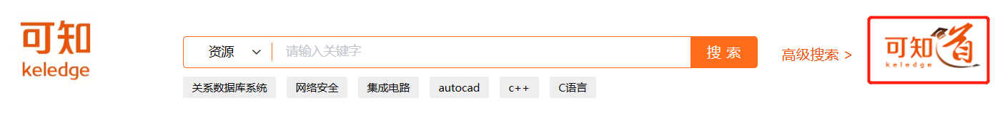 可知
keledge
资源
请输入关键字
搜 索
高级搜索 >
可知道
keledge
关系数据库系统
网络安全
集成电路
autocad
c++
C语言